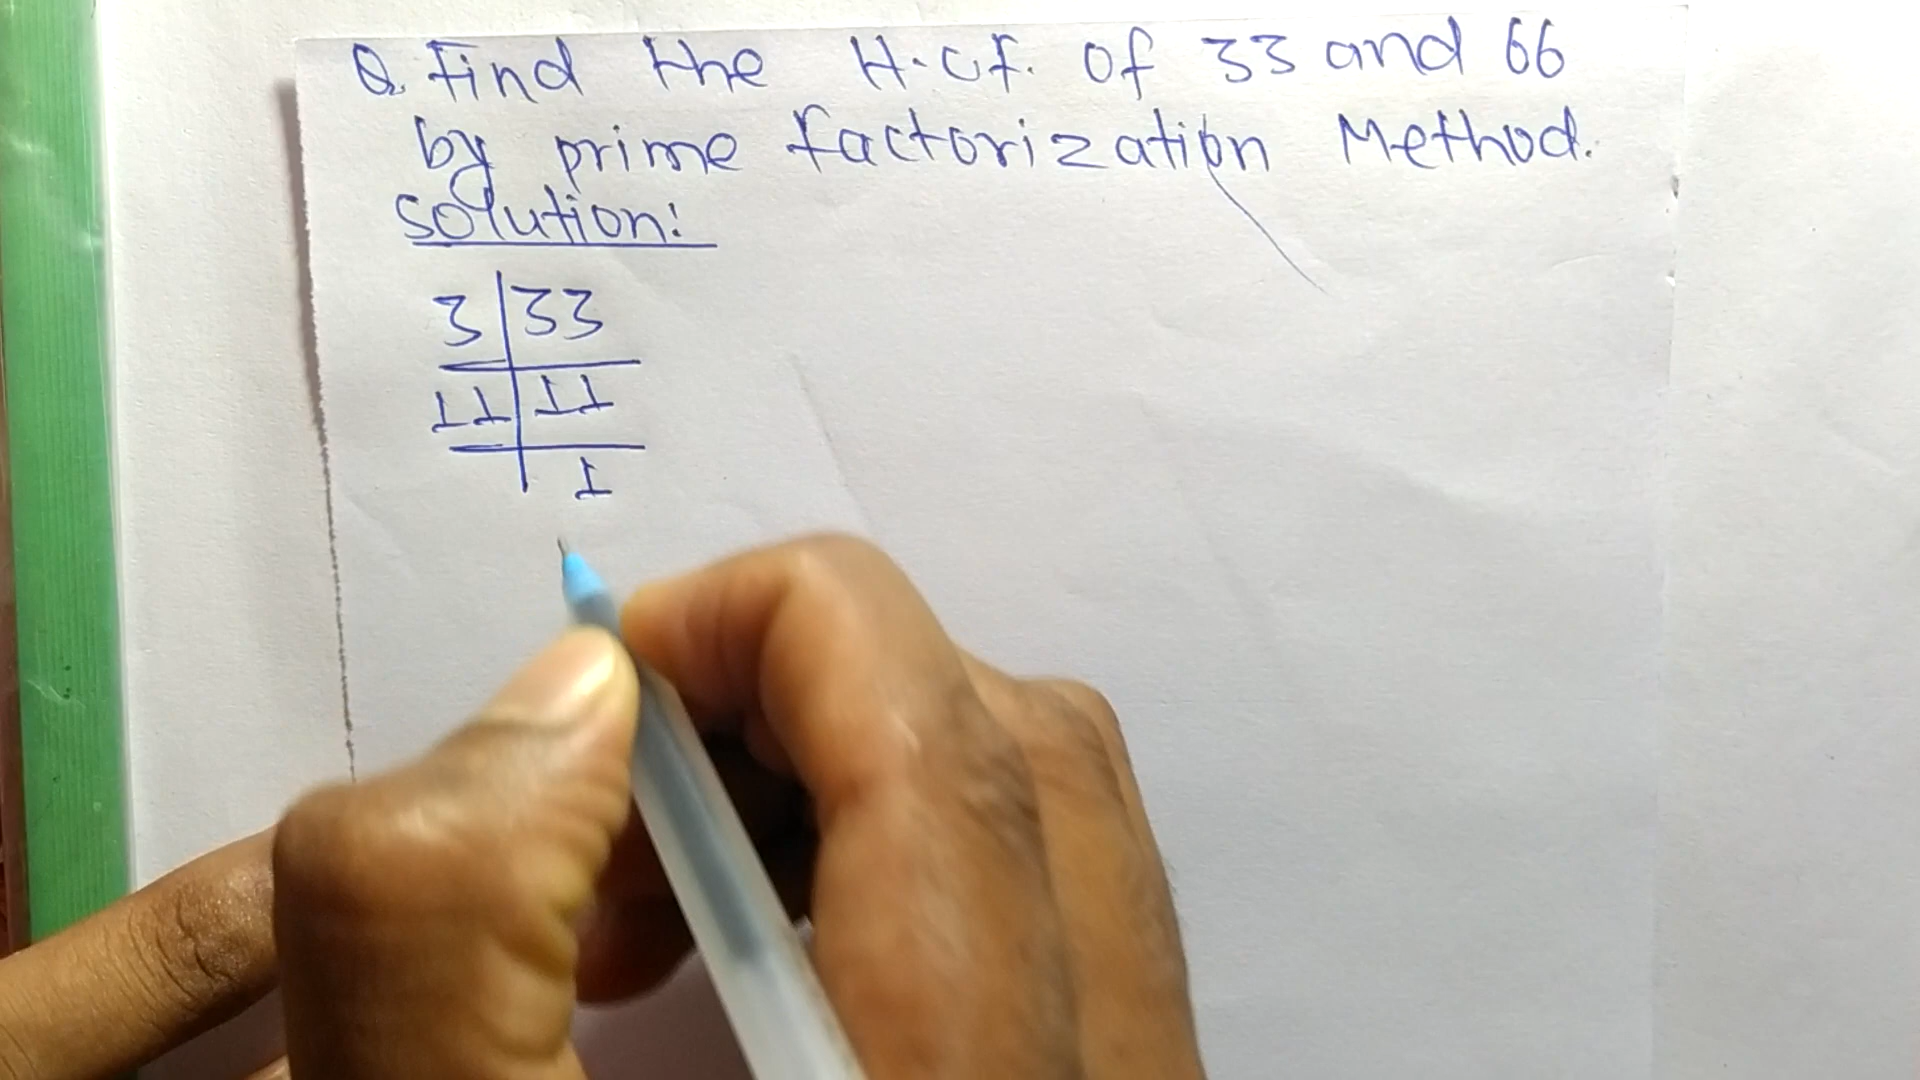 Q. Find the H.C.F. of 33 and 66
by prime factorization Method.
Solution:
3 33
11 11
1